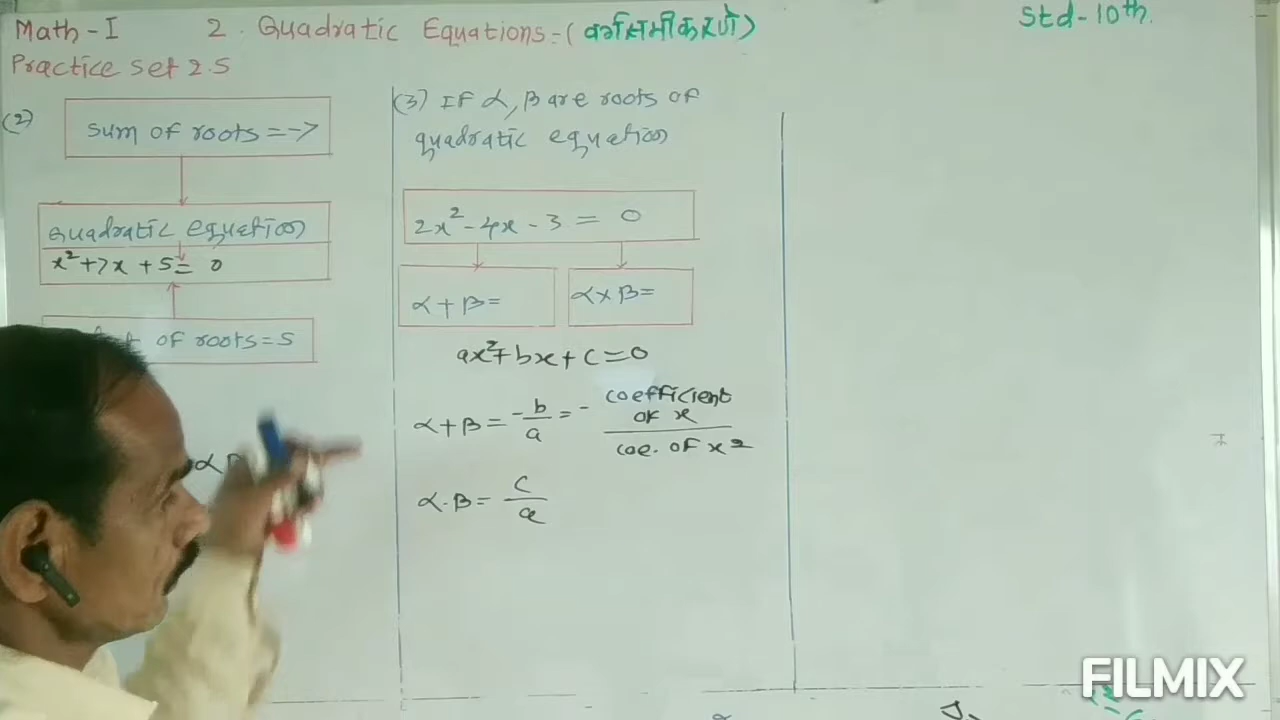 Math-I 2. Quadratic Equations:-(वर्गसमीकरणे) Std-10th.
Practice Set 2.5
(2) Sum of roots = -7
Quadratic equation
x²+7x+5=0
of roots=5
αβ
(3) If α, β are roots of
quadratic equation
2x²-4x-3=0
α+β=
α×β=
ax²+bx+c=0
α+β=-b/a=- coefficient of x / coe. of x2
α.β= c/a
FILMIX